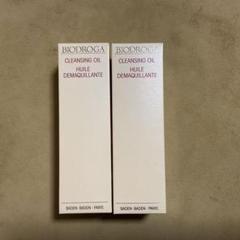 BIODROGA
CLEANSING OIL
HUILE
DEMAQUILLANTE
BADEN-BADEN · PARIS
BIODROGA
CLEANSING OIL
HUILE
DEMAQUILLANTE
BADEN-BADEN · PARIS